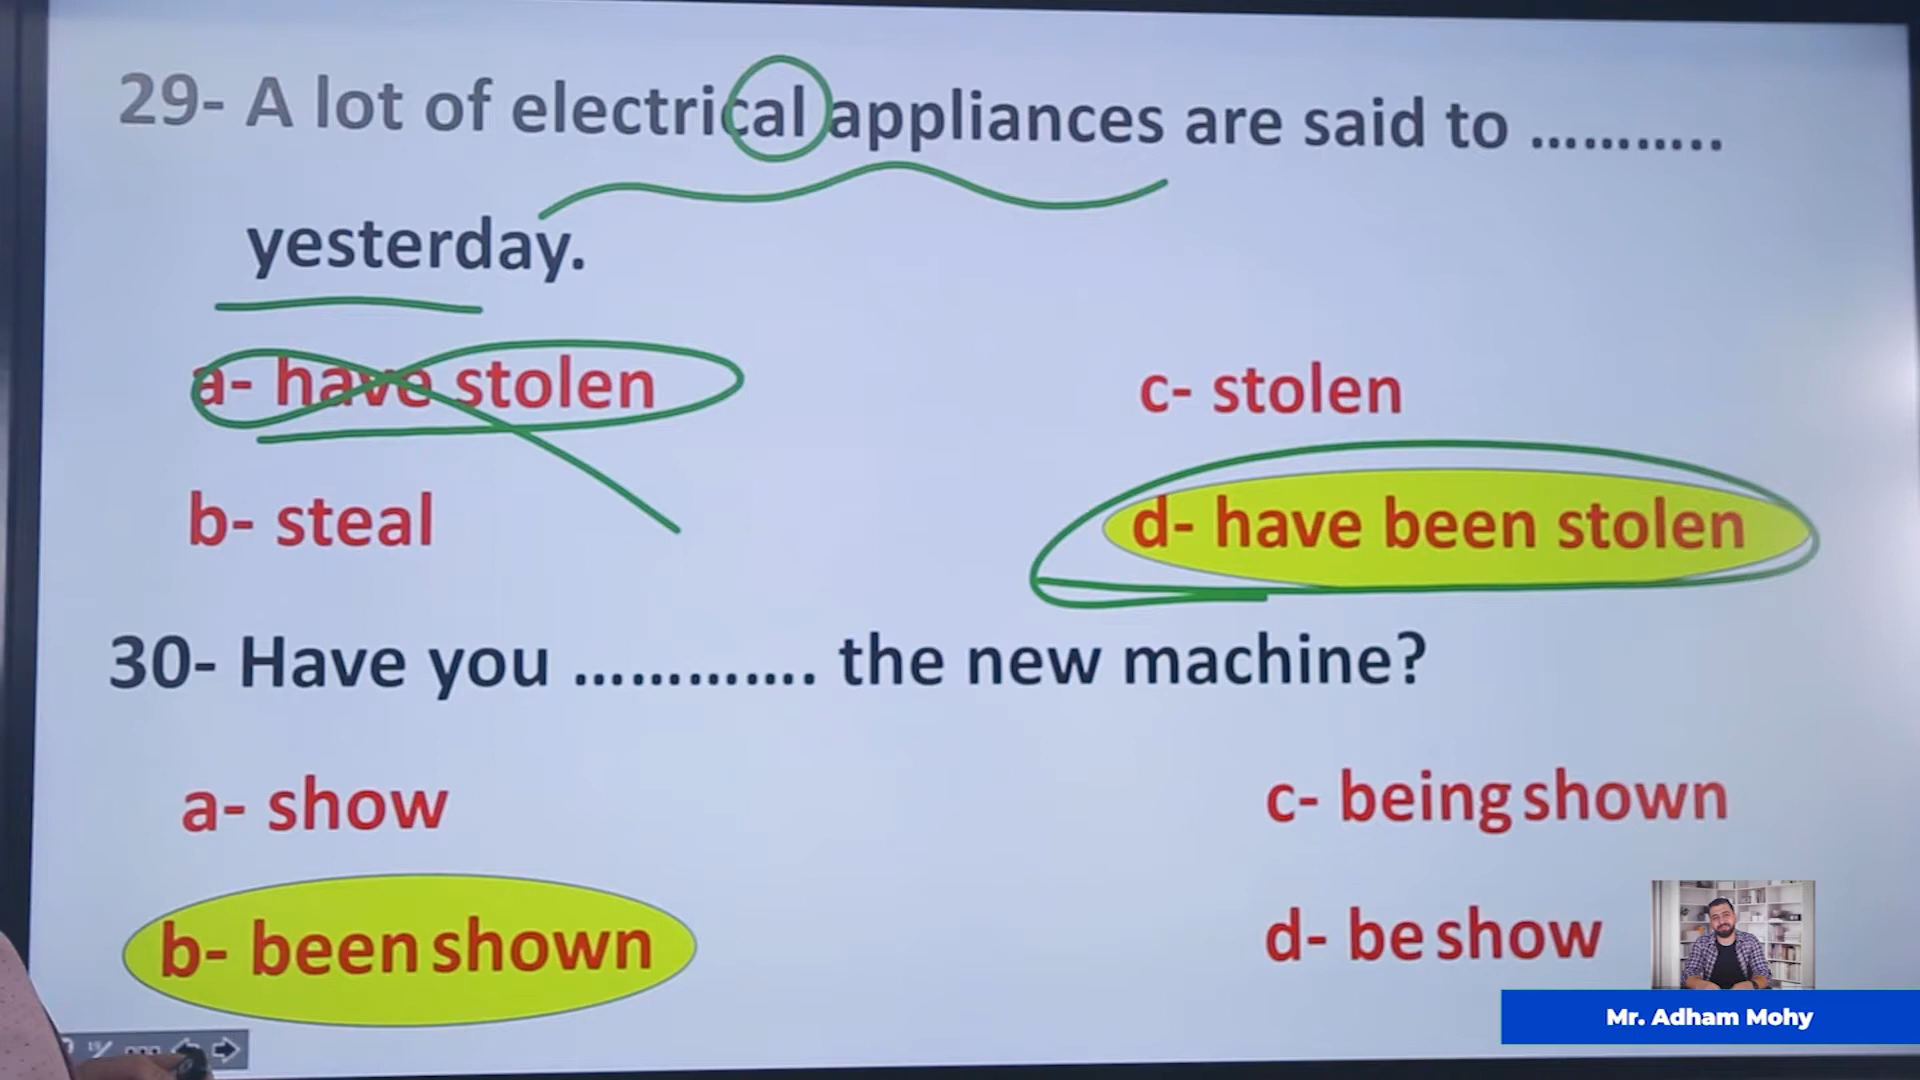 29- A lot of electrical appliances are said to ...........
yesterday.
a- have stolen
c- stolen
b- steal
d- have been stolen
30- Have you ............. the new machine?
a- show
c- being shown
b- been shown
d- be show
Mr. Adham Mohy